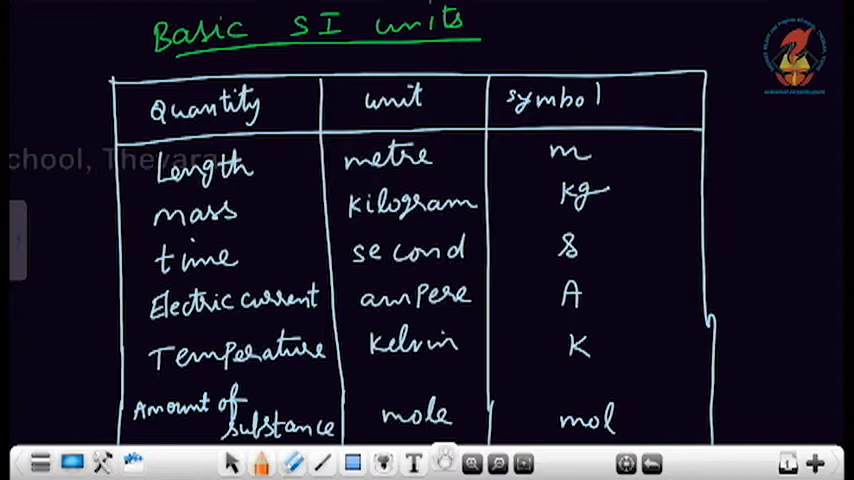 Basic SI units
Quantity unit symbol
Length metre m
mass kilogram kg
time second s
Electric current ampere A
Temperature kelvin K
Amount of substance mole mol
chool, Thevara